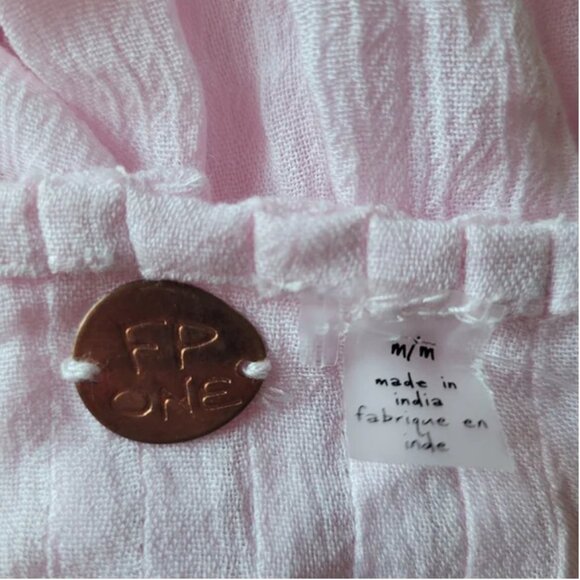 FP
ONE
m/m
made in
india
fabrique en
inde